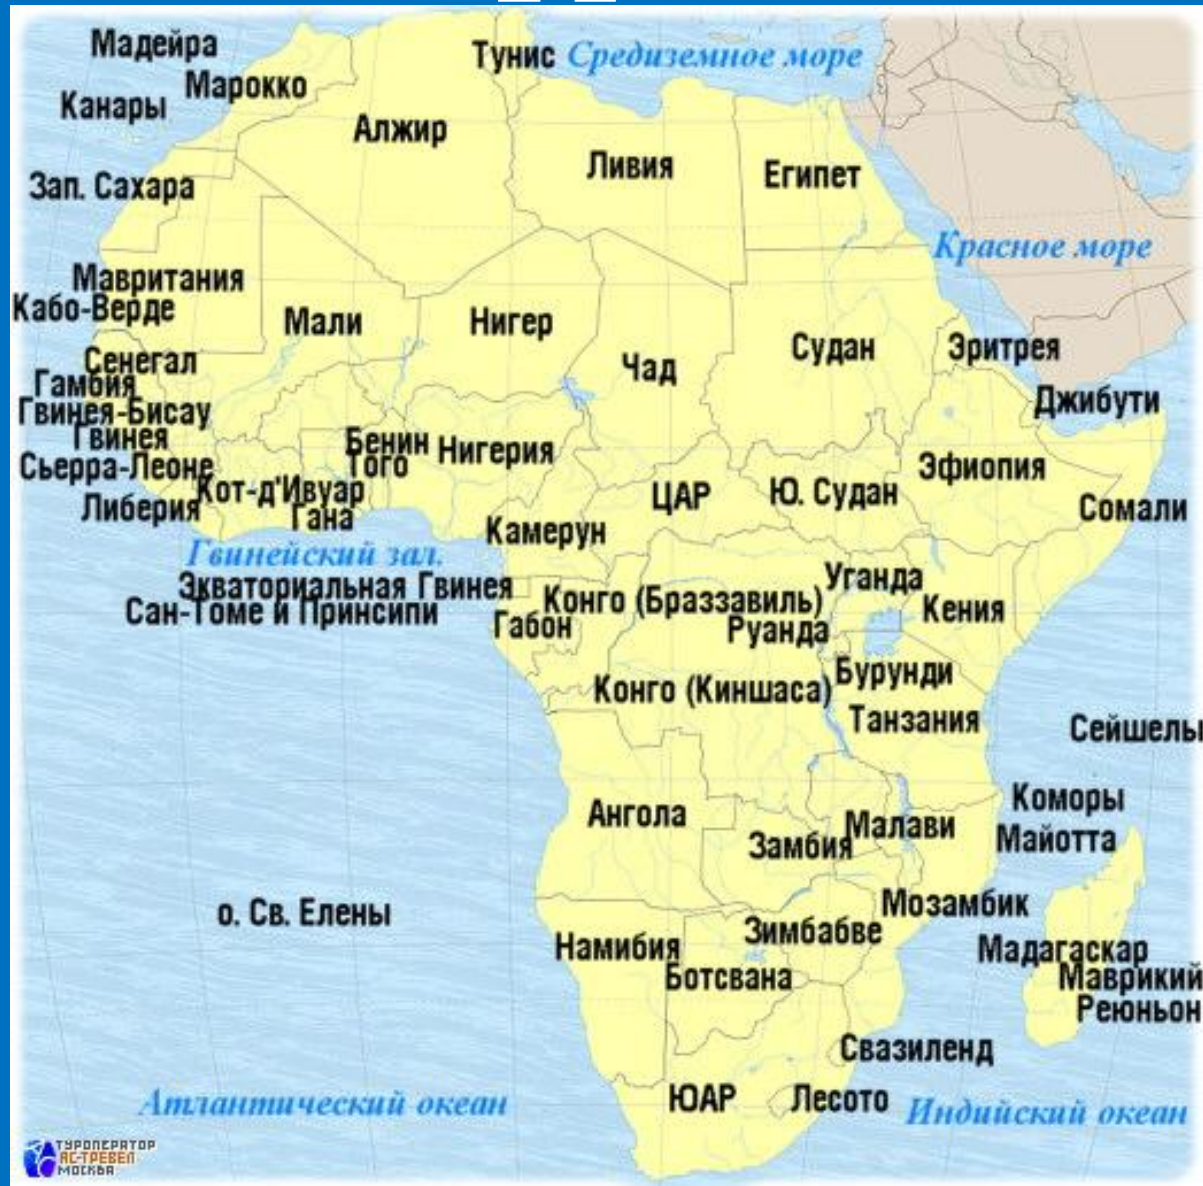 Мадейра
Тунис
Средиземное море
Марокко
Канары
Алжир
Ливия
Египет
Зап. Сахара
Красное море
Мавритания
Кабо-Верде
Мали
Нигер
Судан
Эритрея
Сенегал
Чад
Гамбия
Джибути
Гвинея-Бисау
Гвинея
Бенин
Нигерия
Того
Сьерра-Леоне
Эфиопия
Кот-д'Ивуар
ЦАР
Ю. Судан
Либерия
Гана
Сомали
Камерун
Гвинейский зал.
Экваториальная Гвинея
Уганда
Сан-Томе и Принсипи
Конго (Браззавиль)
Кения
Габон
Руанда
Бурунди
Конго (Киншаса)
Танзания
Сейшелы
Коморы
Ангола
Малави
Майотта
Замбия
о. Св. Елены
Мозамбик
Зимбабве
Намибия
Мадагаскар
Ботсвана
Маврикий
Реюньон
Свазиленд
ЮАР
Лесото
Атлантический океан
Индийский океан
ТУРОПЕРАТОР
АС-ТРЕВЕЛ
МОСКВА